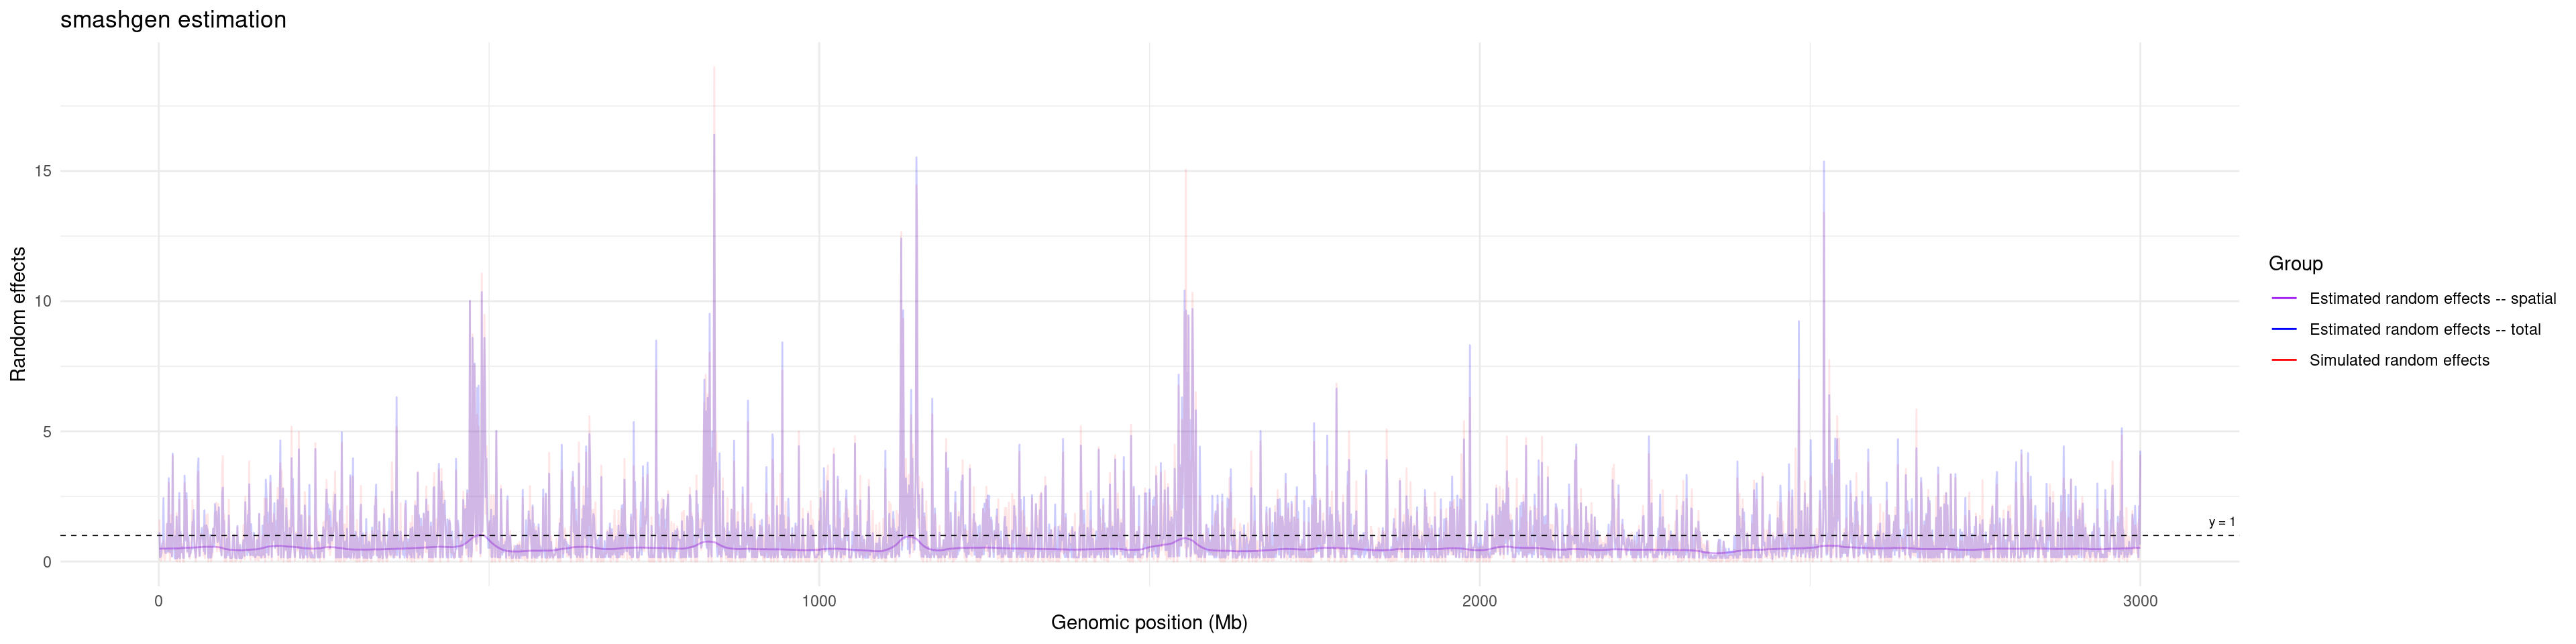 smashgen estimation
Random effects
15
10
5
0
y = 1
0
1000
2000
3000
Genomic position (Mb)
Group
Estimated random effects -- spatial
Estimated random effects -- total
Simulated random effects